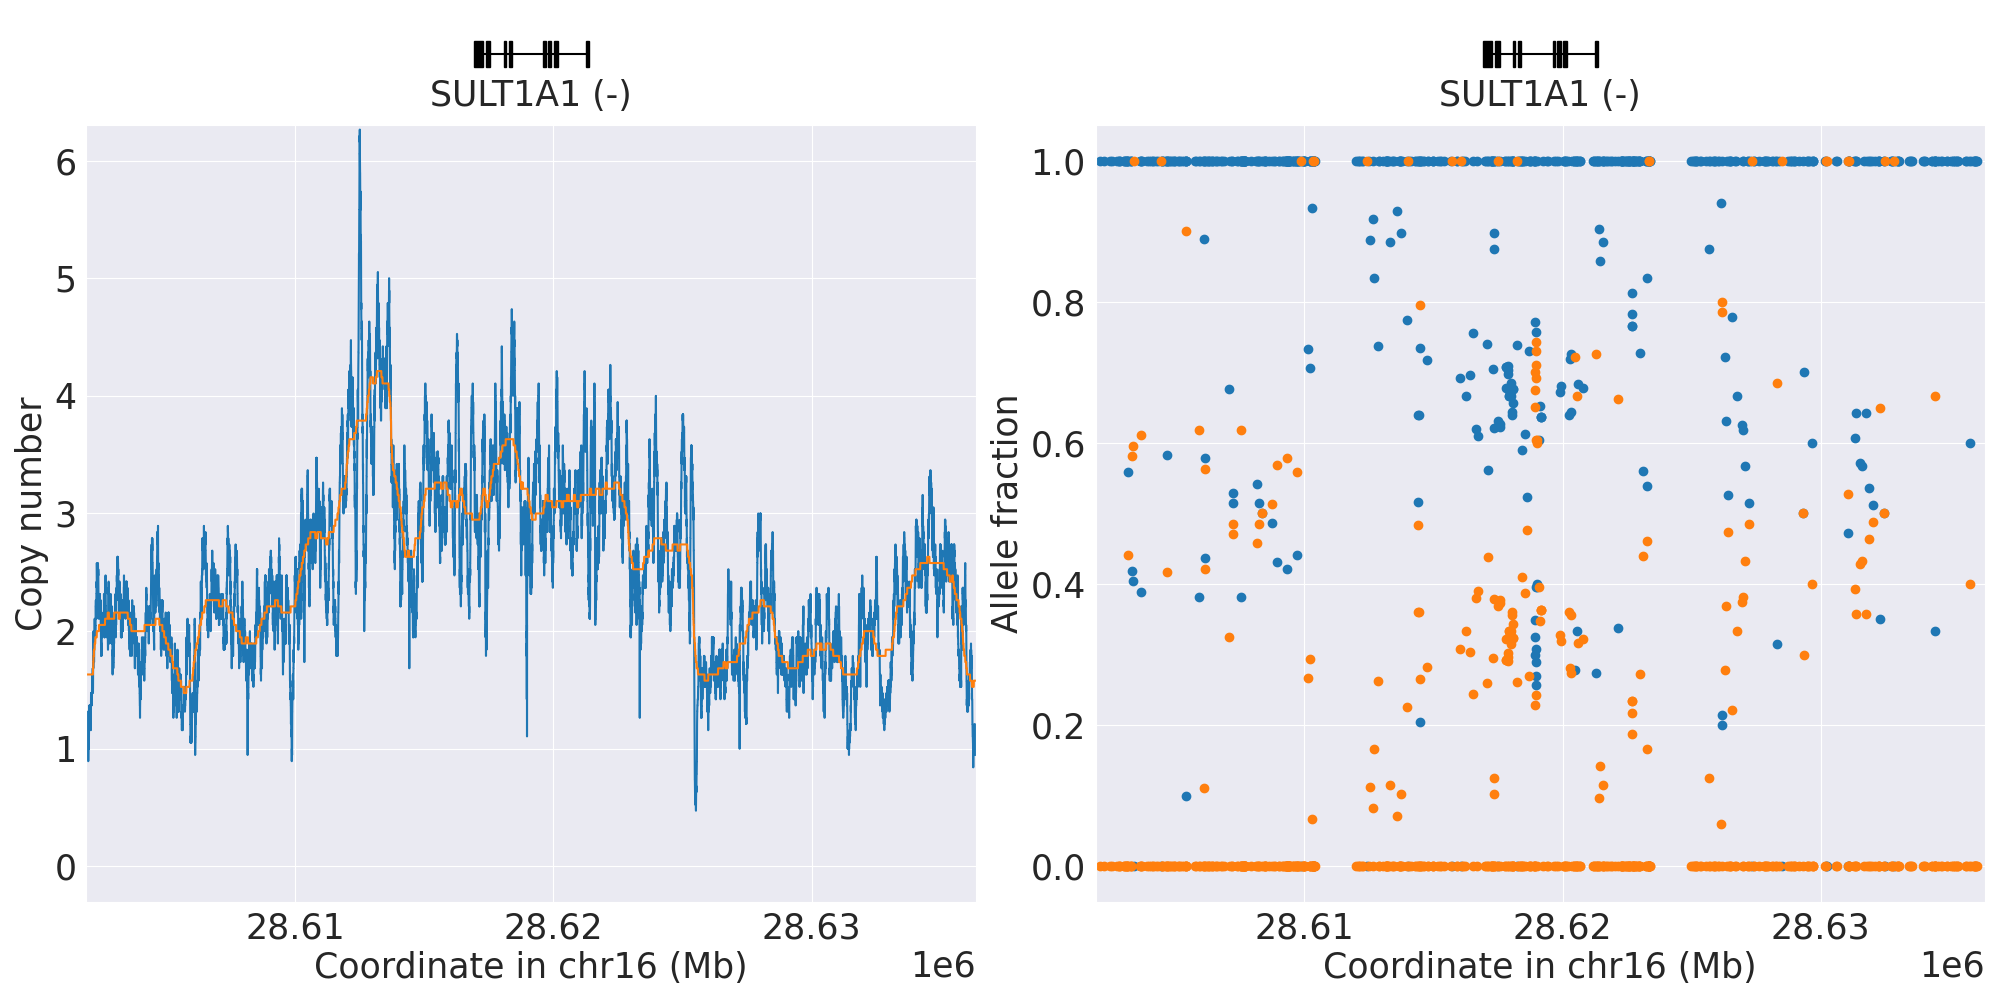 SULT1A1 (-)
Copy number
6
5
4
3
2
1
0
28.61
28.62
28.63
Coordinate in chr16 (Mb)
1e6
SULT1A1 (-)
Allele fraction
1.0
0.8
0.6
0.4
0.2
0.0
28.61
28.62
28.63
Coordinate in chr16 (Mb)
1e6